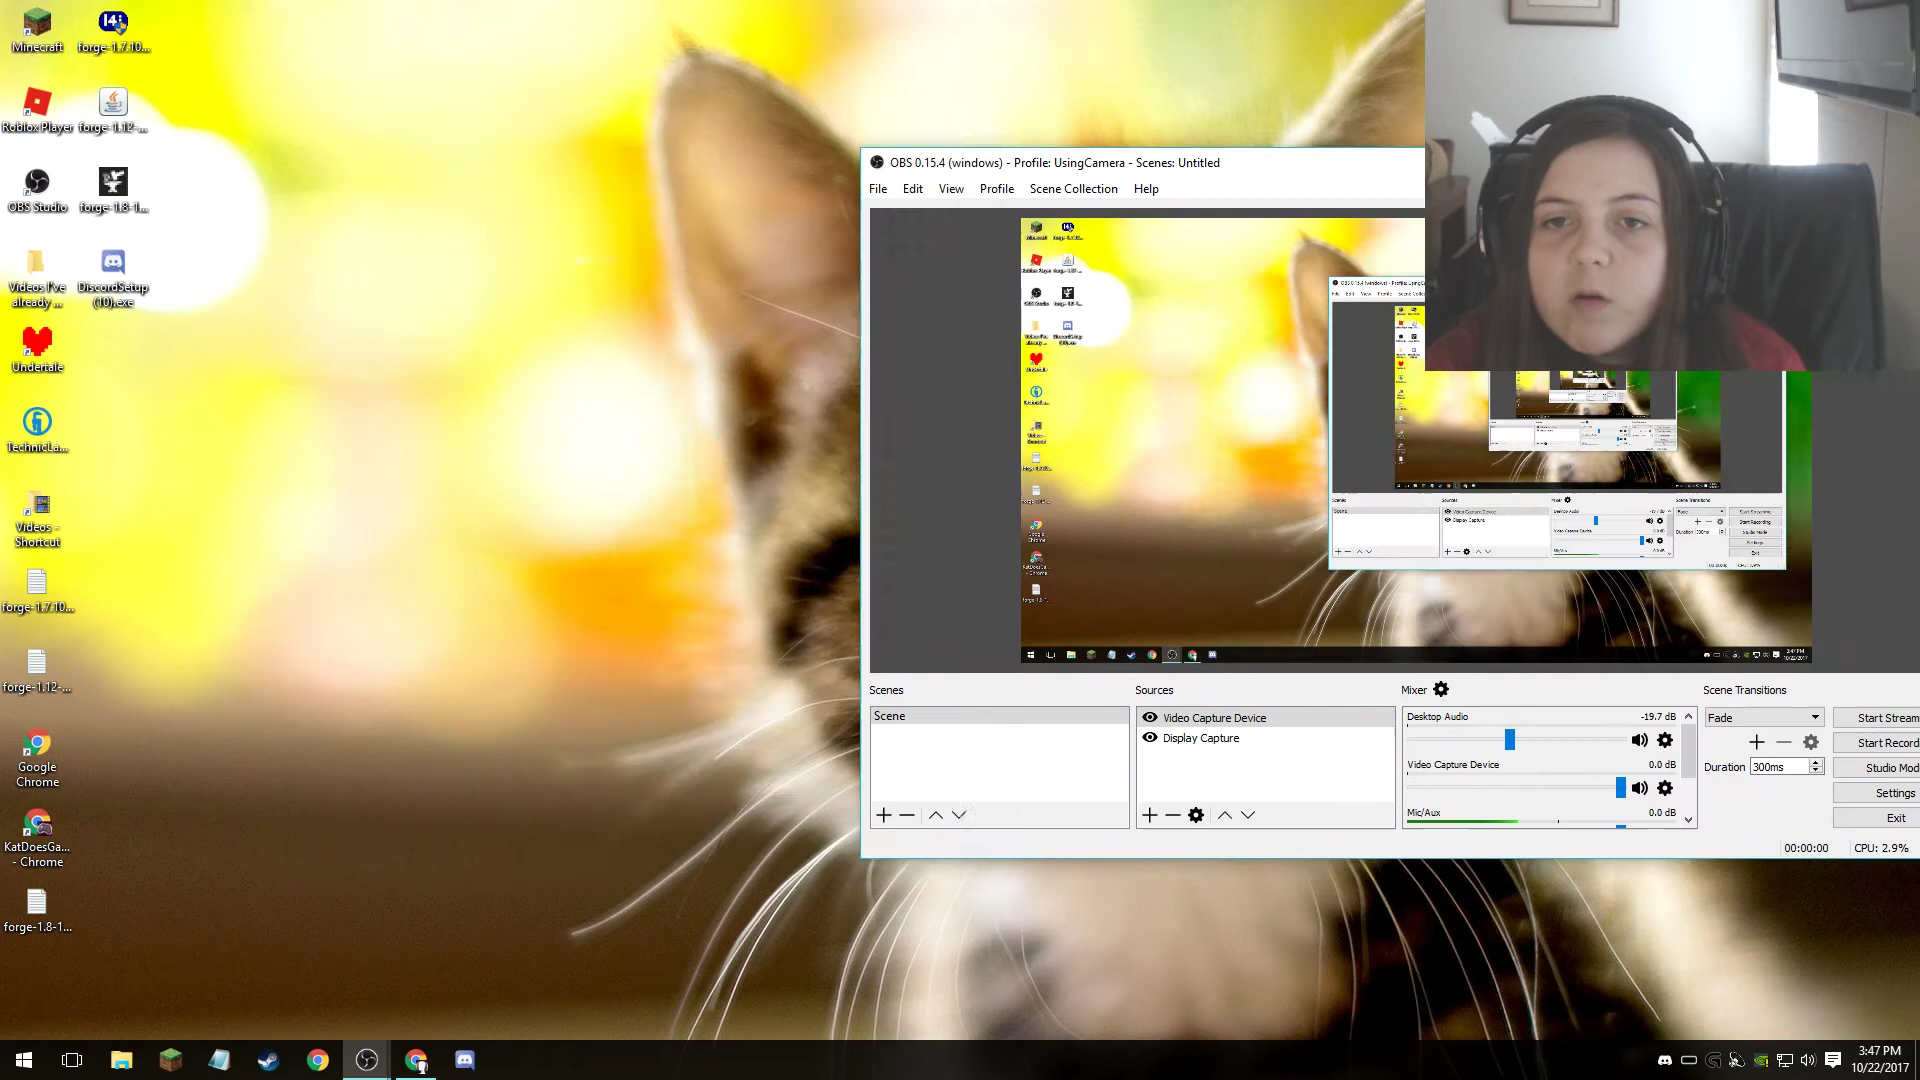 Minecraft
forge-1.7.10...
Roblox Player
forge-1.12-...
OBS Studio
forge-1.8-1...
Videos I've
already ...
DiscordSetup
(10).exe
Undertale
TechnicLa...
Videos -
Shortcut
forge-1.7.10...
forge-1.12-...
Google
Chrome
KatDoesGa...
- Chrome
forge-1.8-1...
OBS 0.15.4 (windows) - Profile: UsingCamera - Scenes: Untitled
File Edit View Profile Scene Collection Help
Scenes
Scene
Sources
Video Capture Device
Display Capture
Mixer
Desktop Audio -19.7 dB
Video Capture Device 0.0 dB
Mic/Aux 0.0 dB
Scene Transitions
Fade
Duration 300ms
Start Stream
Start Record
Studio Mod
Settings
Exit
00:00:00 CPU: 2.9%
3:47 PM
10/22/2017